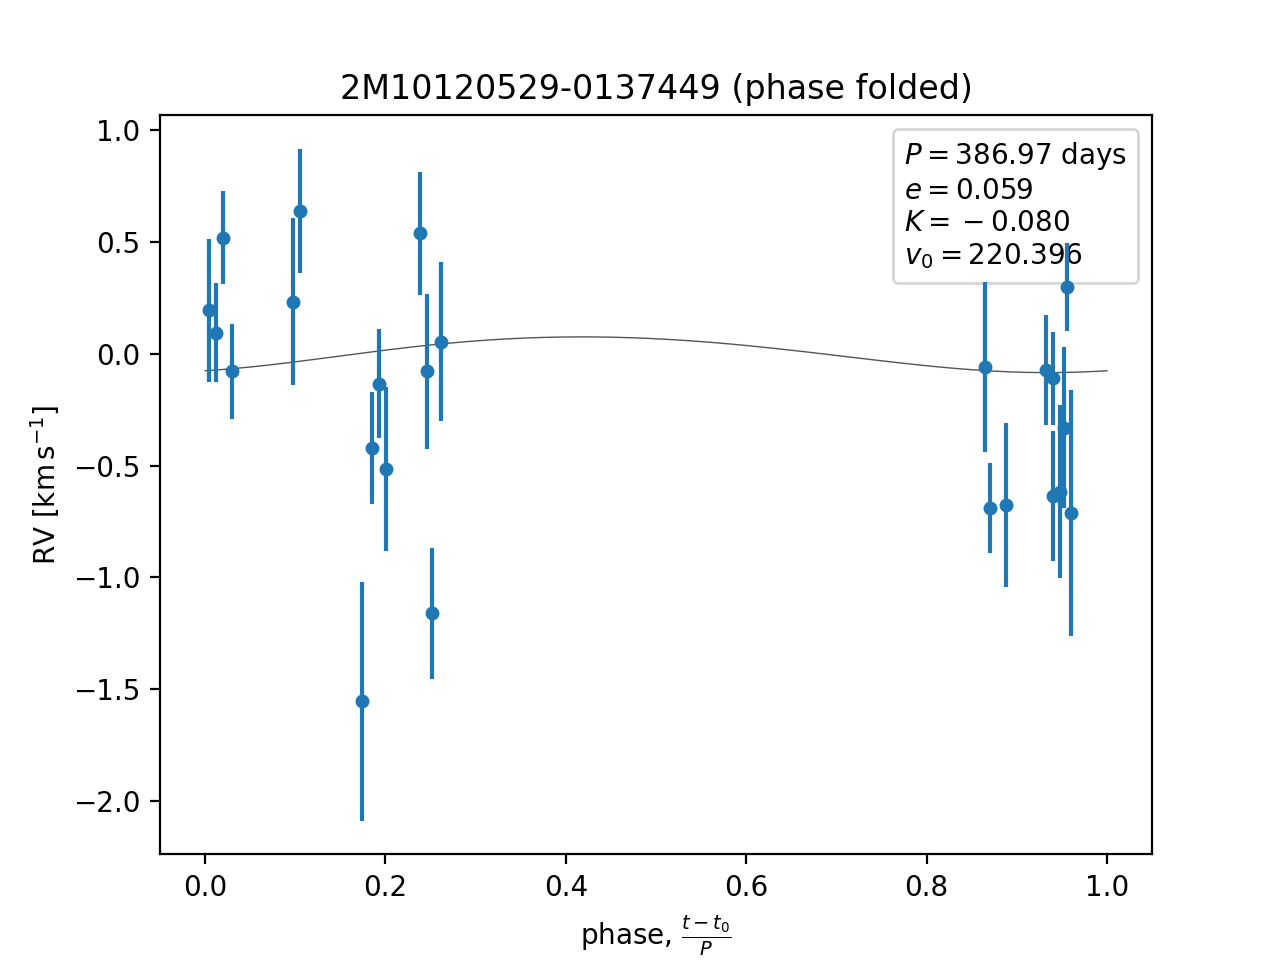 2M10120529-0137449 (phase folded)
P = 386.97 days
e = 0.059
K = −0.080
v₀ = 220.396
1.0
0.5
0.0
−0.5
−1.0
−1.5
−2.0
RV [km s⁻¹]
0.0 0.2 0.4 0.6 0.8 1.0
phase, (t − t₀)/P